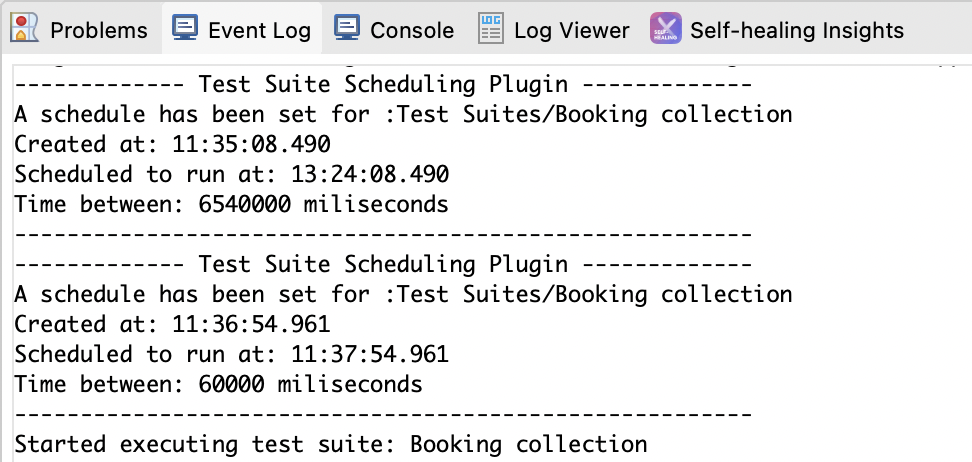 Problems Event Log Console Log Viewer Self-healing Insights
------------- Test Suite Scheduling Plugin -------------
A schedule has been set for :Test Suites/Booking collection
Created at: 11:35:08.490
Scheduled to run at: 13:24:08.490
Time between: 6540000 miliseconds
--------------------------------------------------------
------------- Test Suite Scheduling Plugin -------------
A schedule has been set for :Test Suites/Booking collection
Created at: 11:36:54.961
Scheduled to run at: 11:37:54.961
Time between: 60000 miliseconds
--------------------------------------------------------
Started executing test suite: Booking collection